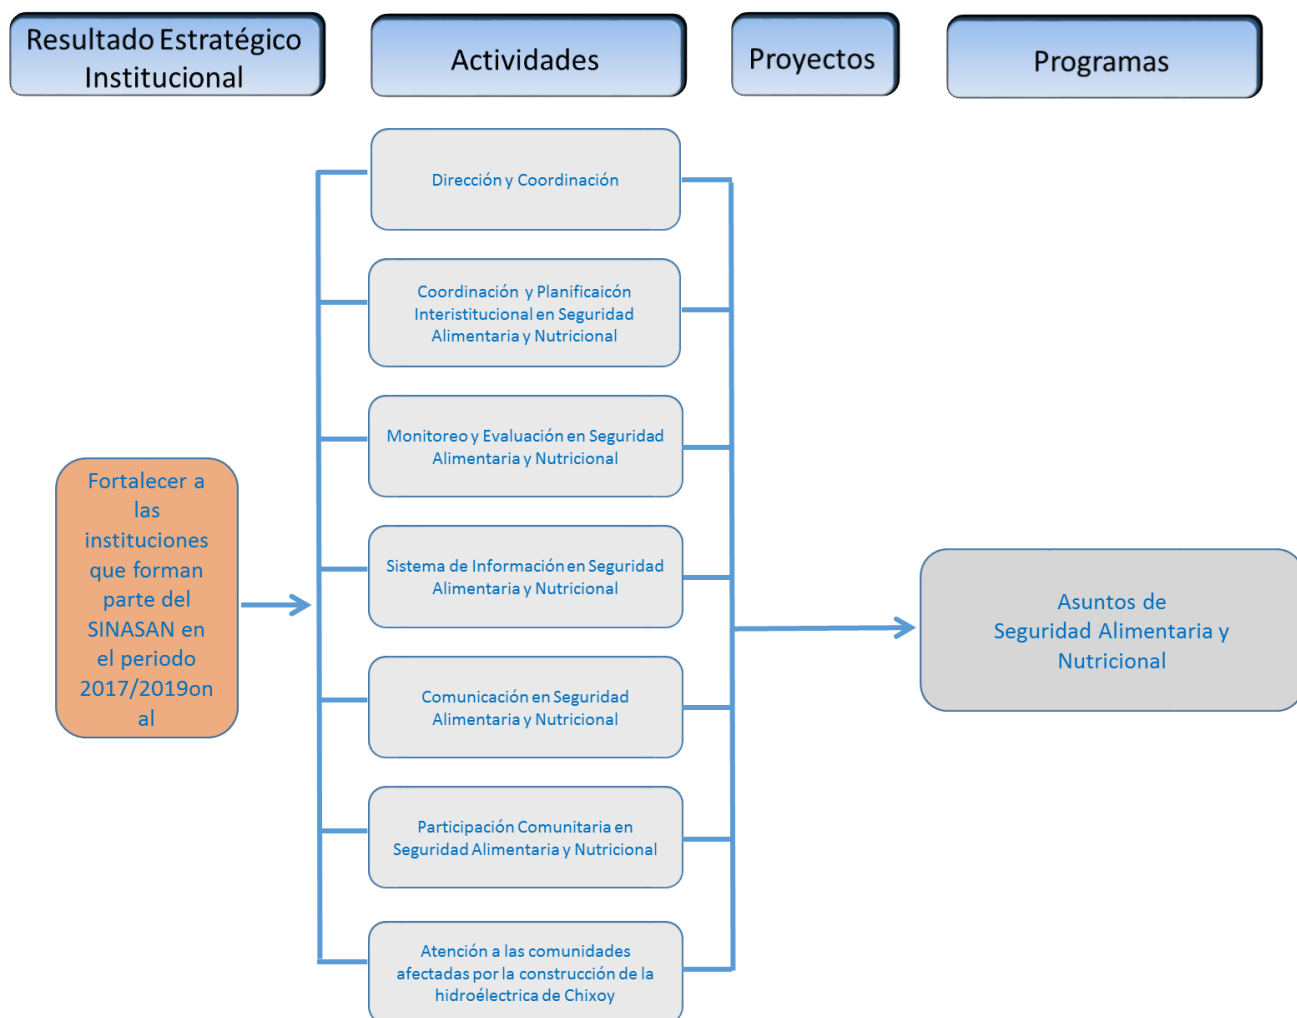 Resultado Estratégico
Institucional
Actividades
Proyectos
Programas
Dirección y Coordinación
Coordinación y Planificaicón
Interistitucional en Seguridad
Alimentaria y Nutricional
Monitoreo y Evaluación en Seguridad
Alimentaria y Nutricional
Fortalecer a
las
instituciones
que forman
parte del
SINASAN en
el periodo
2017/2019on
al
Sistema de Información en Seguridad
Alimentaria y Nutricional
Asuntos de
Seguridad Alimentaria y
Nutricional
Comunicación en Seguridad
Alimentaria y Nutricional
Participación Comunitaria en
Seguridad Alimentaria y Nutricional
Atención a las comunidades
afectadas por la construcción de la
hidroélectrica de Chixoy